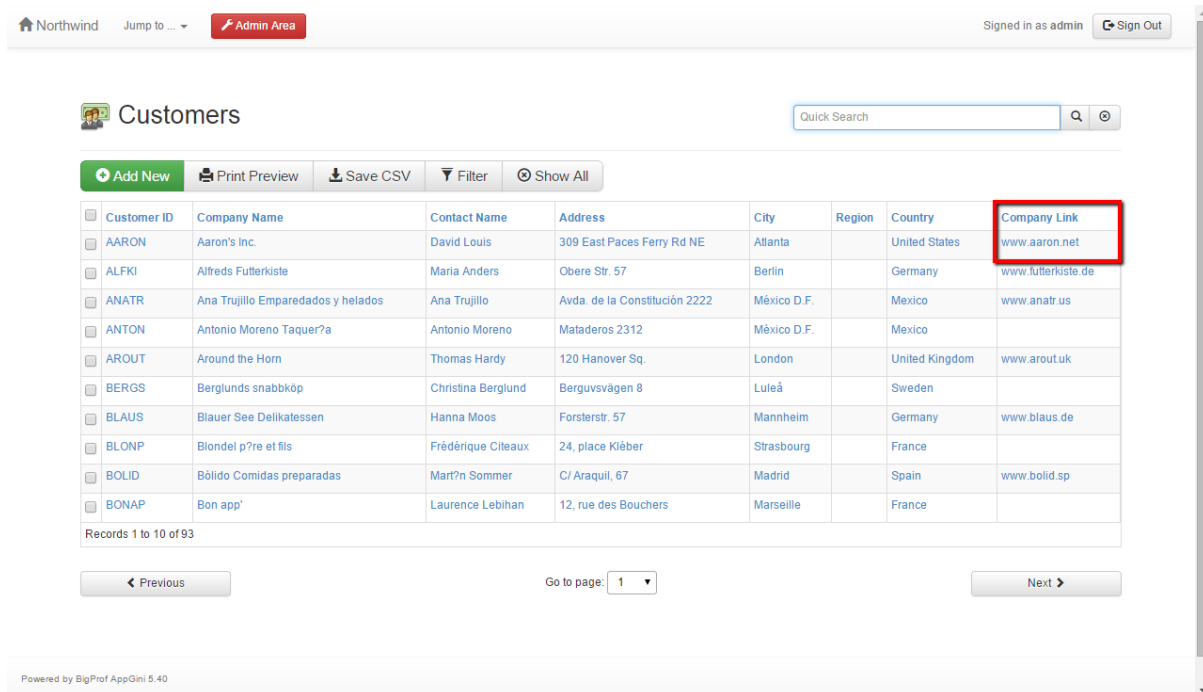 Northwind Jump to ... Admin Area Signed in as admin Sign Out
Customers Quick Search
Add New Print Preview Save CSV Filter Show All
Customer ID Company Name Contact Name Address City Region Country Company Link
AARON Aaron's Inc. David Louis 309 East Paces Ferry Rd NE Atlanta United States www.aaron.net
ALFKI Alfreds Futterkiste Maria Anders Obere Str. 57 Berlin Germany www.futterkiste.de
ANATR Ana Trujillo Emparedados y helados Ana Trujillo Avda. de la Constitución 2222 México D.F. Mexico www.anatr.us
ANTON Antonio Moreno Taquer?a Antonio Moreno Mataderos 2312 México D.F. Mexico
AROUT Around the Horn Thomas Hardy 120 Hanover Sq. London United Kingdom www.arout.uk
BERGS Berglunds snabbköp Christina Berglund Berguvsvägen 8 Luleå Sweden
BLAUS Blauer See Delikatessen Hanna Moos Forsterstr. 57 Mannheim Germany www.blaus.de
BLONP Blondel p?re et fils Frédérique Citeaux 24, place Kléber Strasbourg France
BOLID Bólido Comidas preparadas Mart?n Sommer C/ Araquil, 67 Madrid Spain www.bolid.sp
BONAP Bon app' Laurence Lebihan 12, rue des Bouchers Marseille France
Records 1 to 10 of 93
Previous Go to page: 1 Next
Powered by BigProf AppGini 5.40